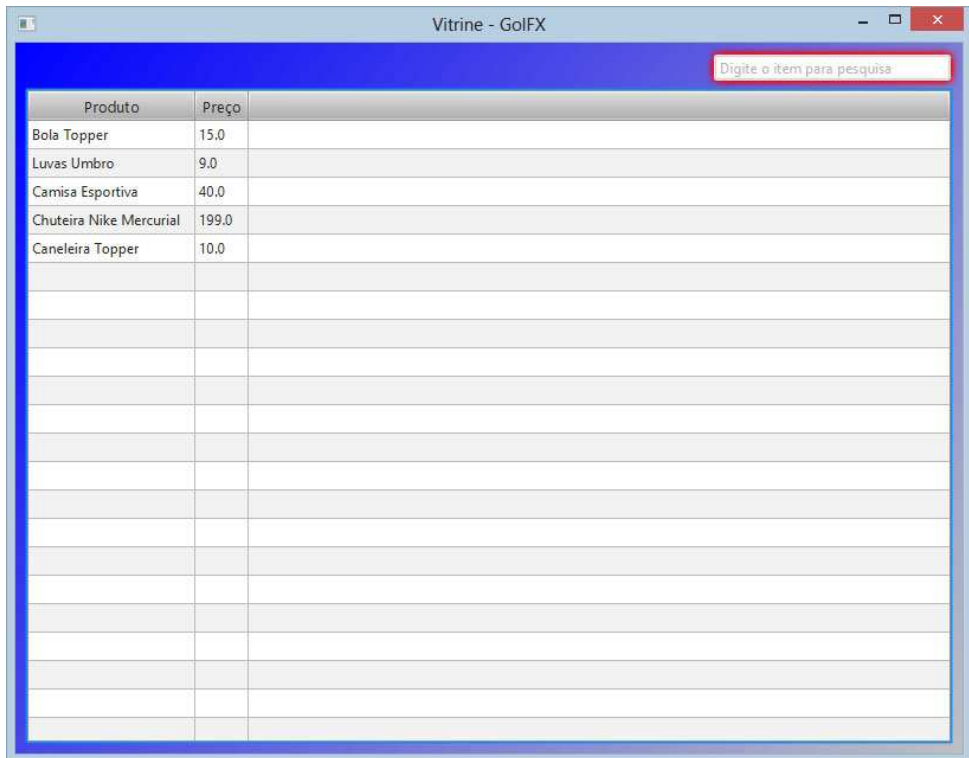 Vitrine - GolFX
Digite o item para pesquisa
Produto Preço
Bola Topper 15.0
Luvas Umbro 9.0
Camisa Esportiva 40.0
Chuteira Nike Mercurial 199.0
Caneleira Topper 10.0